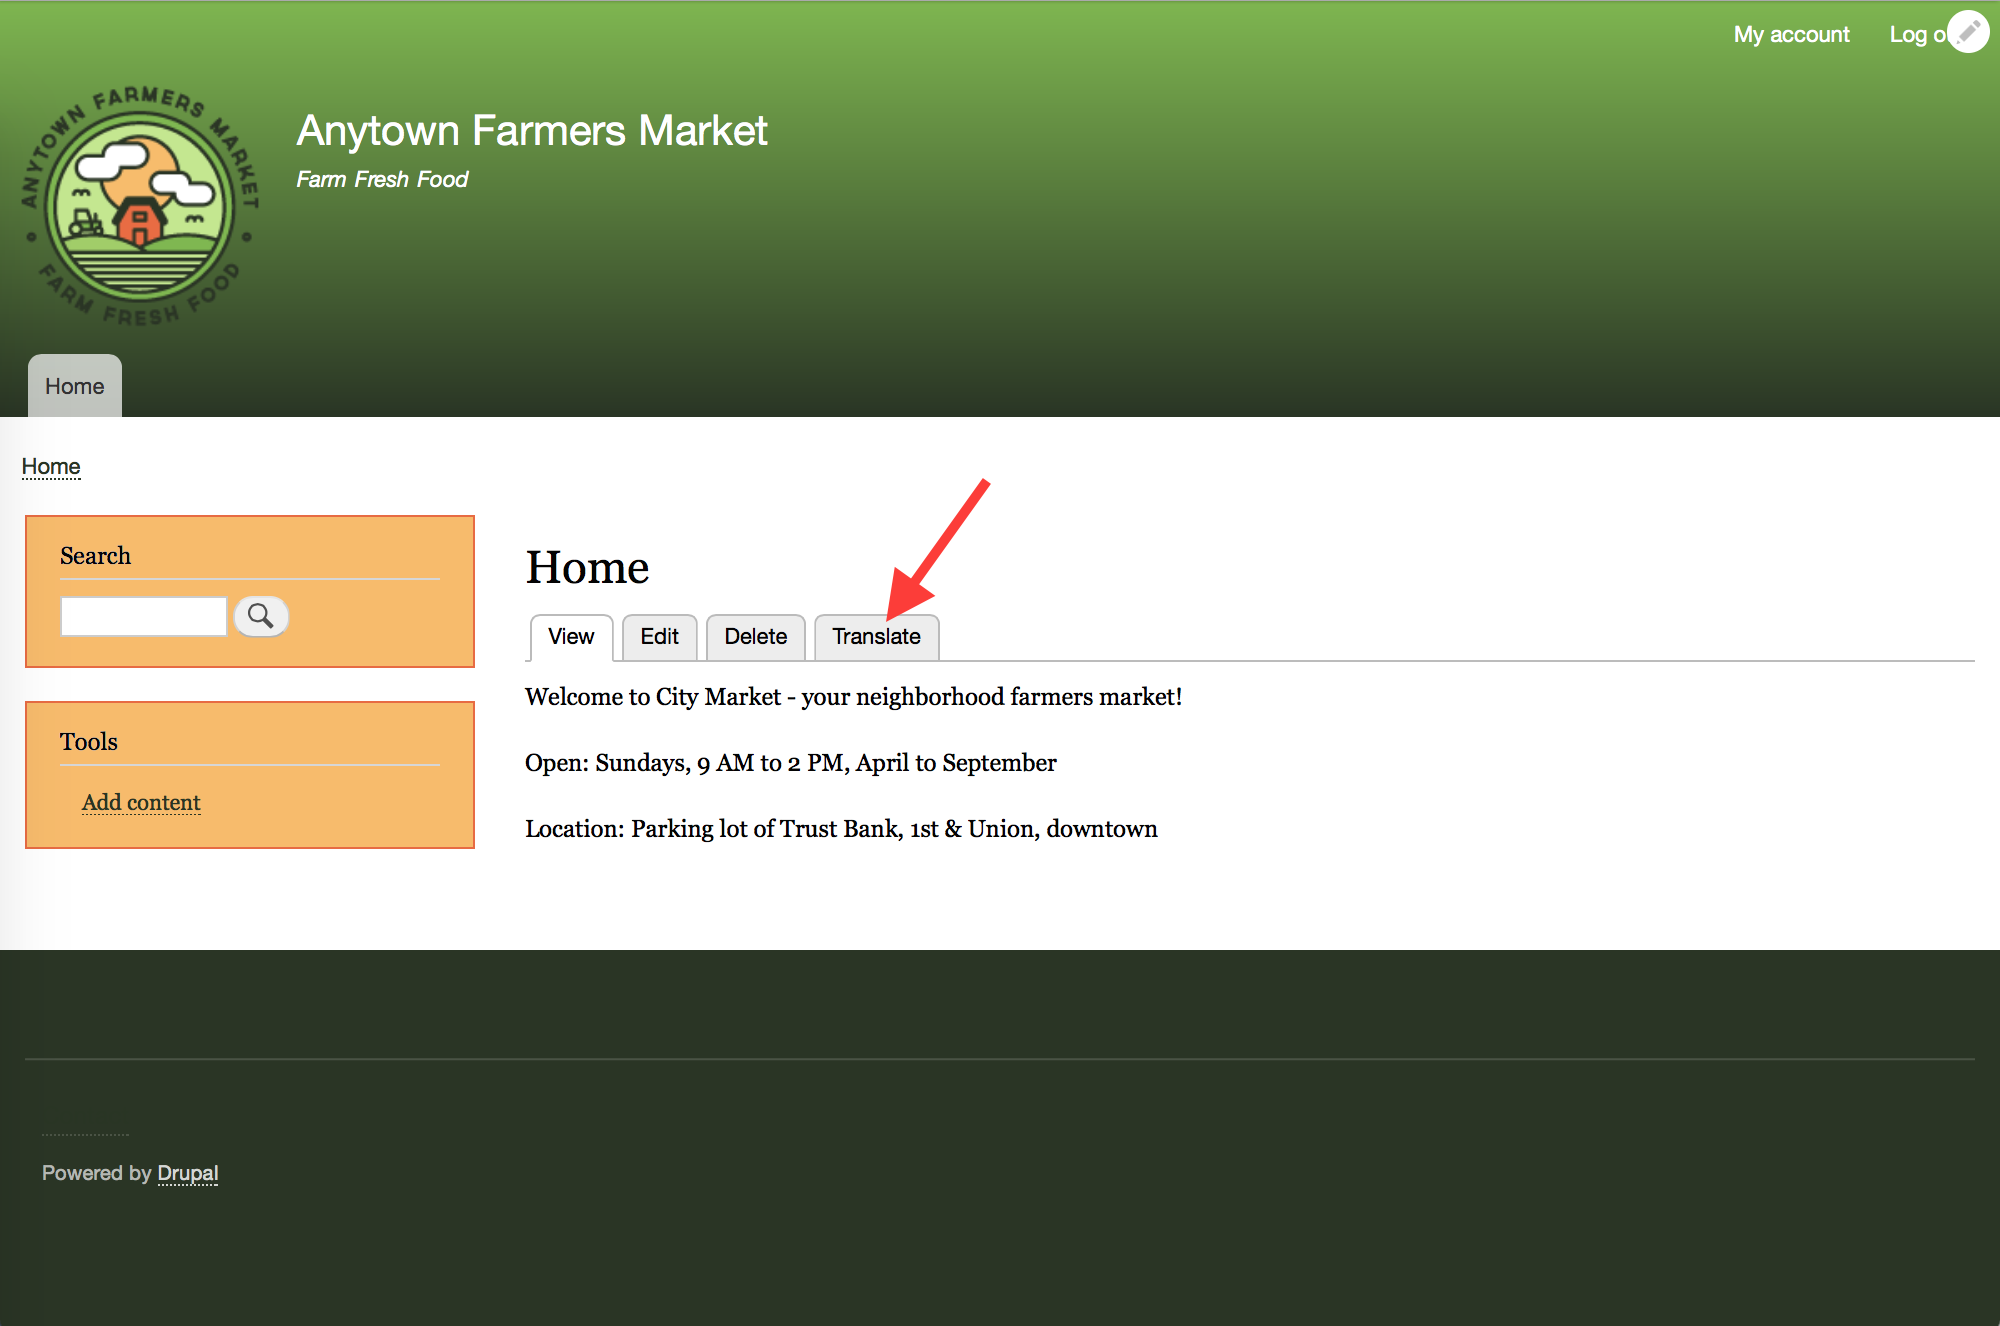 My account Log o
ANYTOWN FARMERS MARKET
FARM FRESH FOOD
Anytown Farmers Market
Farm Fresh Food
Home
Home
Search
Tools
Add content
Home
View Edit Delete Translate
Welcome to City Market - your neighborhood farmers market!
Open: Sundays, 9 AM to 2 PM, April to September
Location: Parking lot of Trust Bank, 1st & Union, downtown
Powered by Drupal